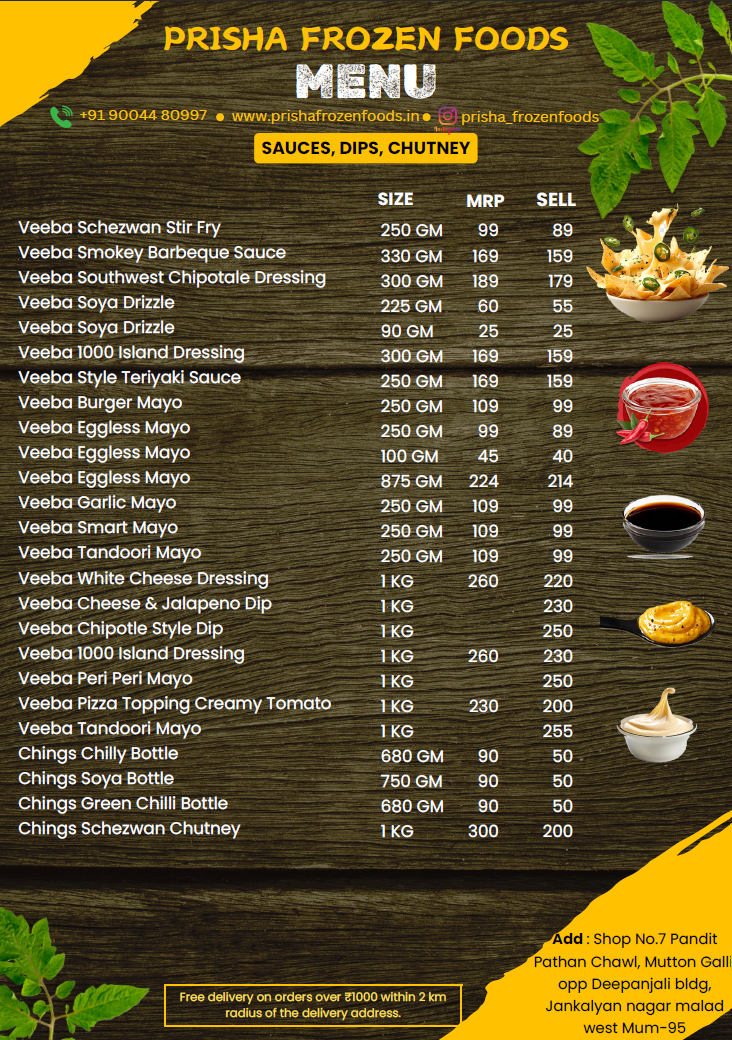 PRISHA FROZEN FOODS
MENU
+91 90044 80997 ● www.prishafrozenfoods.in ● prisha_frozenfoods
SAUCES, DIPS, CHUTNEY
SIZE MRP SELL
Veeba Schezwan Stir Fry 250 GM 99 89
Veeba Smokey Barbeque Sauce 330 GM 169 159
Veeba Southwest Chipotale Dressing 300 GM 189 179
Veeba Soya Drizzle 225 GM 60 55
Veeba Soya Drizzle 90 GM 25 25
Veeba 1000 Island Dressing 300 GM 169 159
Veeba Style Teriyaki Sauce 250 GM 169 159
Veeba Burger Mayo 250 GM 109 99
Veeba Eggless Mayo 250 GM 99 89
Veeba Eggless Mayo 100 GM 45 40
Veeba Eggless Mayo 875 GM 224 214
Veeba Garlic Mayo 250 GM 109 99
Veeba Smart Mayo 250 GM 109 99
Veeba Tandoori Mayo 250 GM 109 99
Veeba White Cheese Dressing 1 KG 260 220
Veeba Cheese & Jalapeno Dip 1 KG 230
Veeba Chipotle Style Dip 1 KG 250
Veeba 1000 Island Dressing 1 KG 260 230
Veeba Peri Peri Mayo 1 KG 250
Veeba Pizza Topping Creamy Tomato 1 KG 230 200
Veeba Tandoori Mayo 1 KG 255
Chings Chilly Bottle 680 GM 90 50
Chings Soya Bottle 750 GM 90 50
Chings Green Chilli Bottle 680 GM 90 50
Chings Schezwan Chutney 1 KG 300 200
Add : Shop No.7 Pandit
Pathan Chawl, Mutton Galli
opp Deepanjali bldg,
Jankalyan nagar malad
west Mum-95
Free delivery on orders over ₹1000 within 2 km
radius of the delivery address.